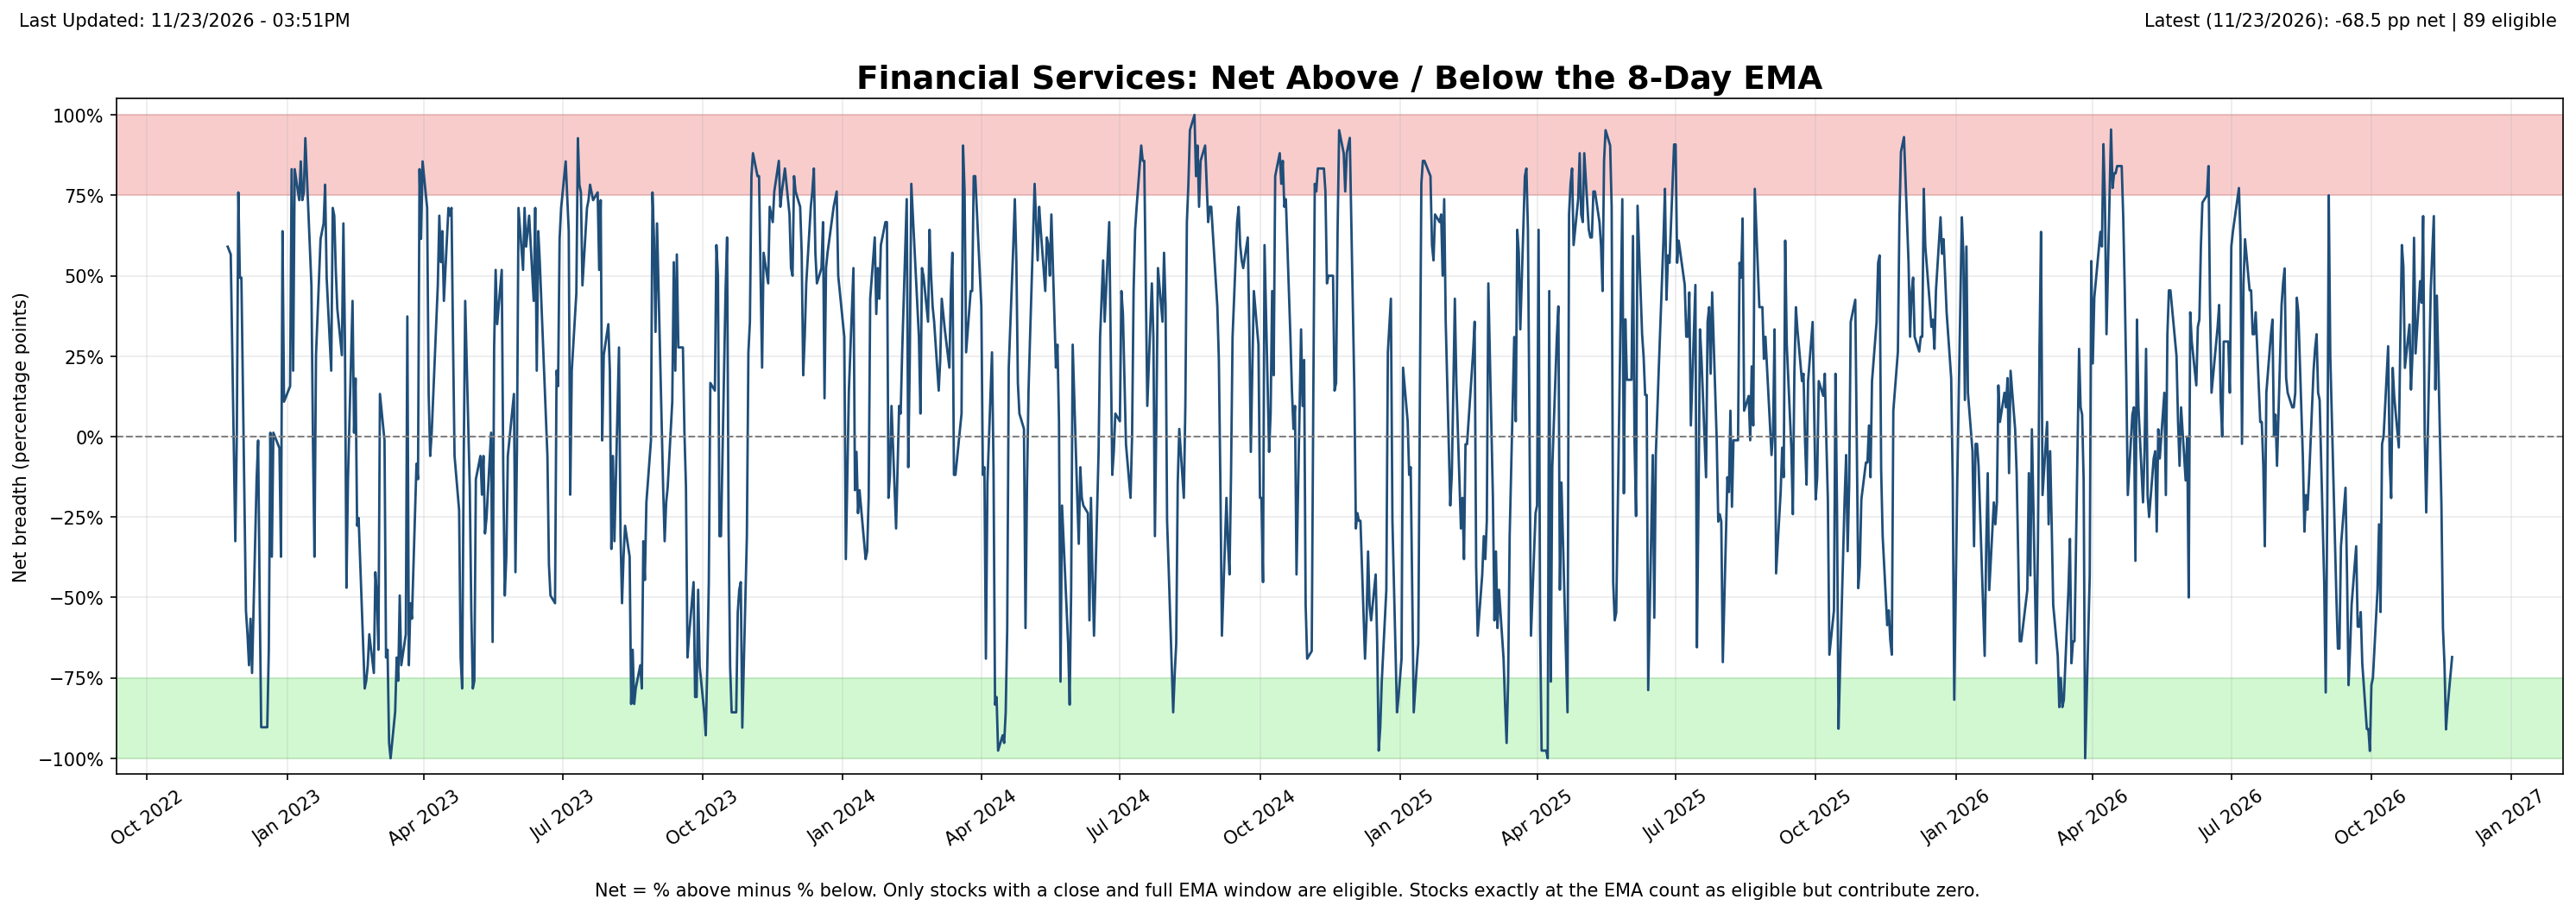 Last Updated: 11/23/2026 - 03:51PM
Latest (11/23/2026): -68.5 pp net | 89 eligible
Financial Services: Net Above / Below the 8-Day EMA
Net breadth (percentage points)
100%
75%
50%
25%
0%
−25%
−50%
−75%
−100%
Oct 2022
Jan 2023
Apr 2023
Jul 2023
Oct 2023
Jan 2024
Apr 2024
Jul 2024
Oct 2024
Jan 2025
Apr 2025
Jul 2025
Oct 2025
Jan 2026
Apr 2026
Jul 2026
Oct 2026
Jan 2027
Net = % above minus % below. Only stocks with a close and full EMA window are eligible. Stocks exactly at the EMA count as eligible but contribute zero.